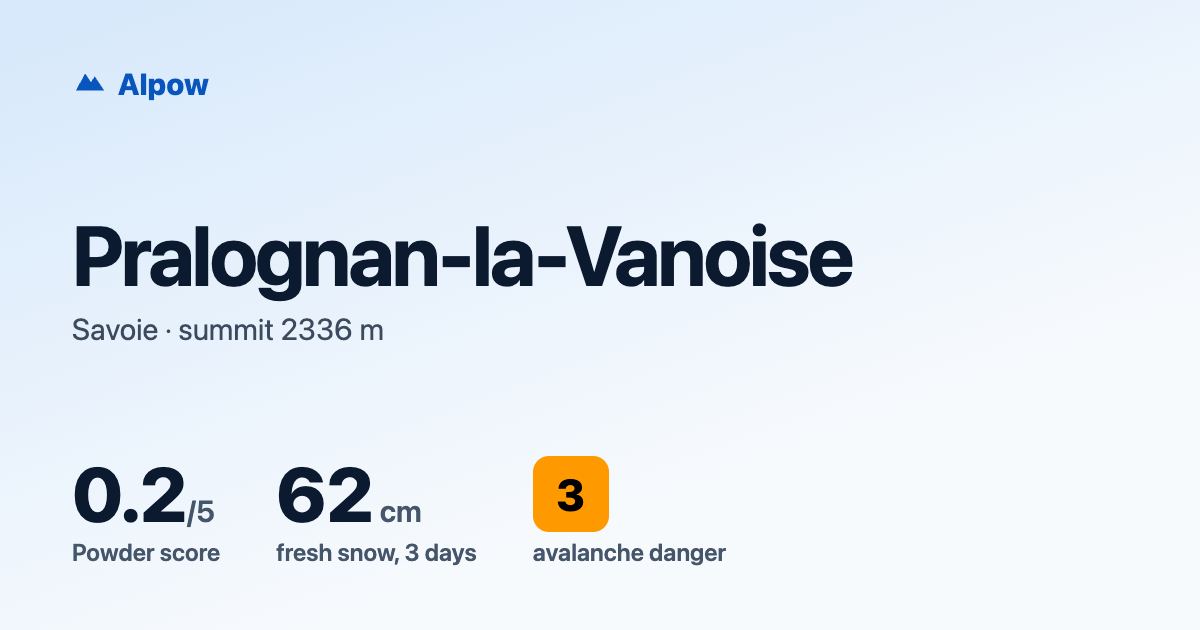 Alpow
Pralognan-la-Vanoise
Savoie · summit 2336 m
0.2/5 62 cm 3
Powder score fresh snow, 3 days avalanche danger